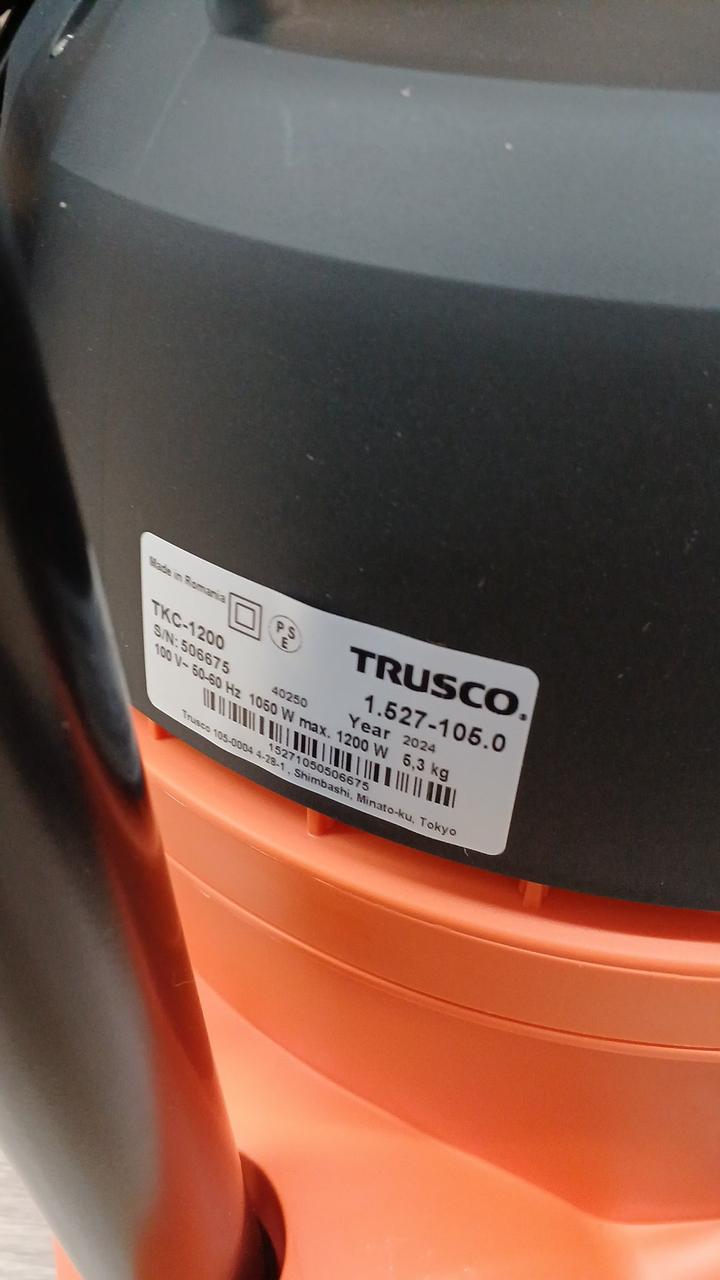 Made in Romania
PSE
TKC-1200
TRUSCO
S/N: 506675
1.527-105.0
40250
Year 2024
100 V~ 50-60 Hz 1050 W max. 1200 W 6,3 kg
15271050506675
Trusco 105-0004 4-28-1, Shimbashi, Minato-ku, Tokyo